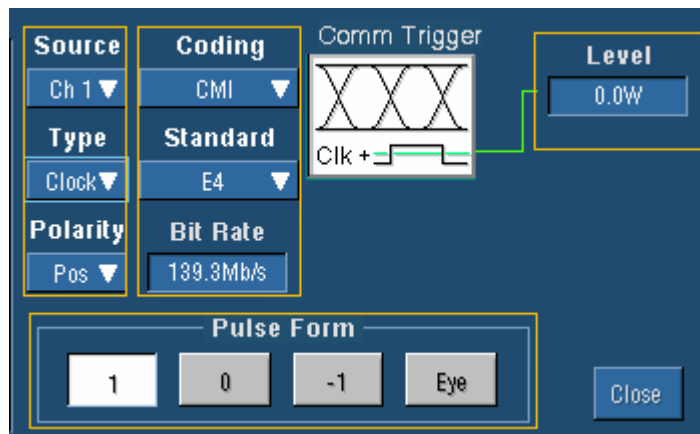 Source
Ch 1
Type
Clock
Polarity
Pos
Coding
CMI
Standard
E4
Bit Rate
139.3Mb/s
Comm Trigger
Clk +
Level
0.0W
Pulse Form
1
0
-1
Eye
Close